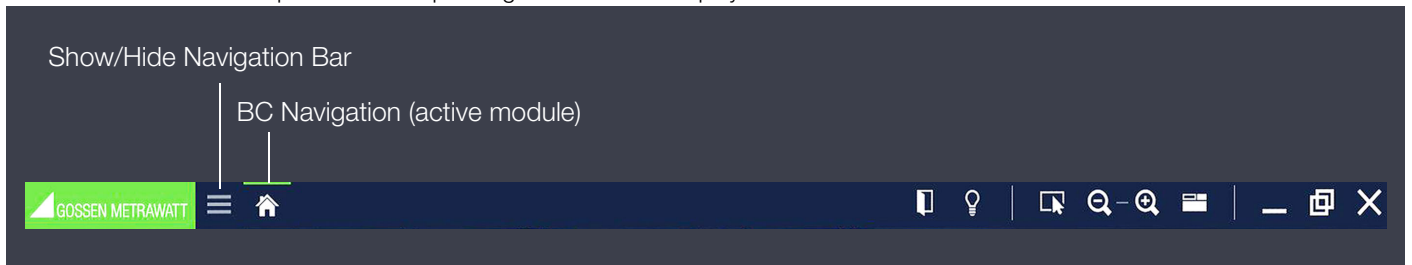 Show/Hide Navigation Bar
BC Navigation (active module)
GOSSEN METRAWATT